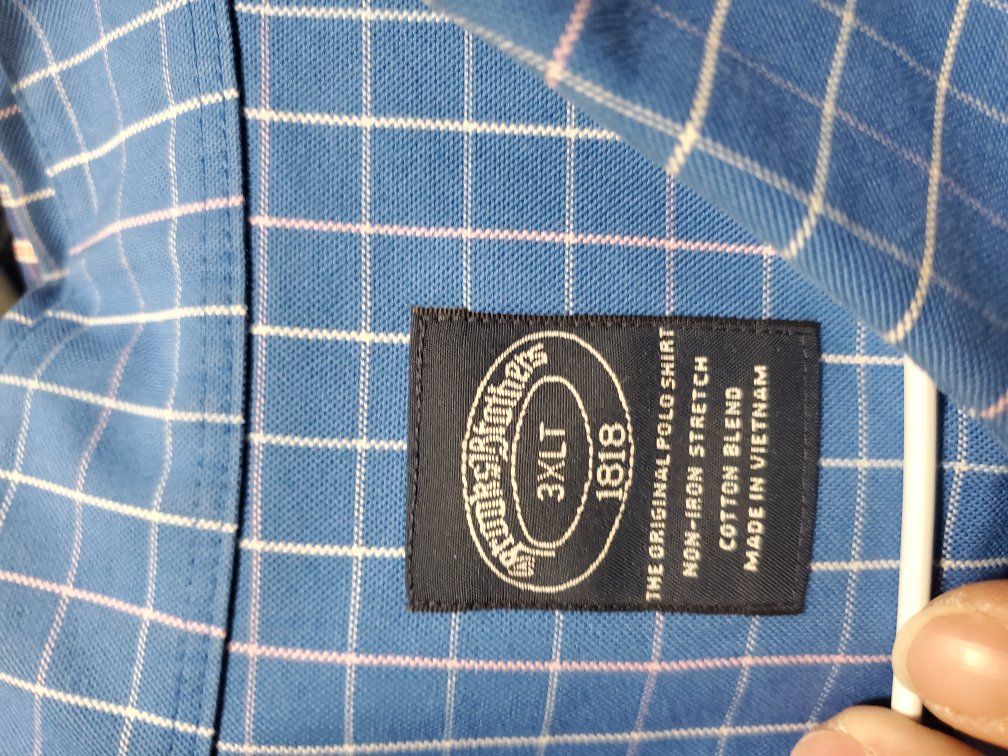 Brooks Brothers
3XLT
1818
THE ORIGINAL POLO SHIRT
NON-IRON STRETCH
COTTON BLEND
MADE IN VIETNAM